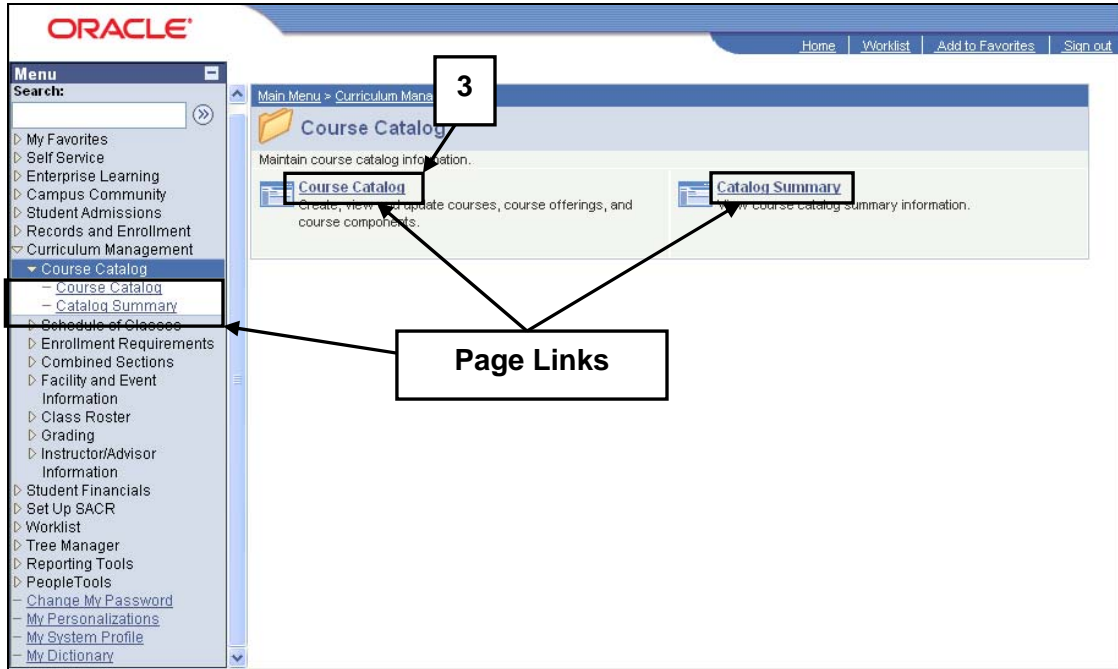 ORACLE
Home Worklist Add to Favorites Sign out
Menu
Search:
My Favorites
Self Service
Enterprise Learning
Campus Community
Student Admissions
Records and Enrollment
Curriculum Management
Course Catalog
Course Catalog
Catalog Summary
Schedule of Classes
Enrollment Requirements
Combined Sections
Facility and Event
Information
Class Roster
Grading
Instructor/Advisor
Information
Student Financials
Set Up SACR
Worklist
Tree Manager
Reporting Tools
PeopleTools
Change My Password
My Personalizations
My System Profile
My Dictionary
Main Menu > Curriculum Mana
3
Course Catalog
Maintain course catalog information.
Course Catalog
Create, view and update courses, course offerings, and
course components.
Catalog Summary
View course catalog summary information.
Page Links